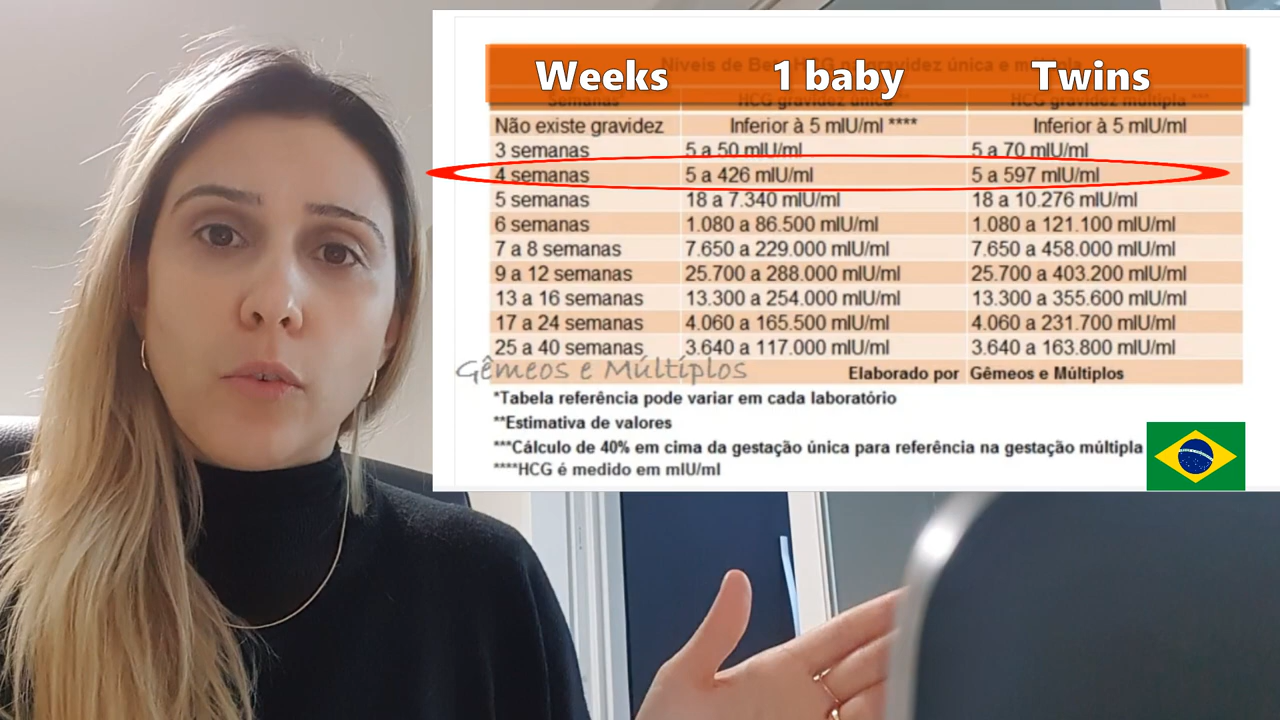 Weeks 1 baby Twins
Não existe gravidez Inferior à 5 mIU/ml **** Inferior à 5 mIU/ml
3 semanas 5 a 50 mIU/ml 5 a 70 mIU/ml
4 semanas 5 a 426 mIU/ml 5 a 597 mIU/ml
5 semanas 18 a 7.340 mIU/ml 18 a 10.276 mIU/ml
6 semanas 1.080 a 86.500 mIU/ml 1.080 a 121.100 mIU/ml
7 a 8 semanas 7.650 a 229.000 mIU/ml 7.650 a 458.000 mIU/ml
9 a 12 semanas 25.700 a 288.000 mIU/ml 25.700 a 403.200 mIU/ml
13 a 16 semanas 13.300 a 254.000 mIU/ml 13.300 a 355.600 mIU/ml
17 a 24 semanas 4.060 a 165.500 mIU/ml 4.060 a 231.700 mIU/ml
25 a 40 semanas 3.640 a 117.000 mIU/ml 3.640 a 163.800 mIU/ml
Gêmeos e Múltiplos
Elaborado por Gêmeos e Múltiplos
*Tabela referência pode variar em cada laboratório
**Estimativa de valores
***Cálculo de 40% em cima da gestação única para referência na gestação múltipla
****HCG é medido em mIU/ml